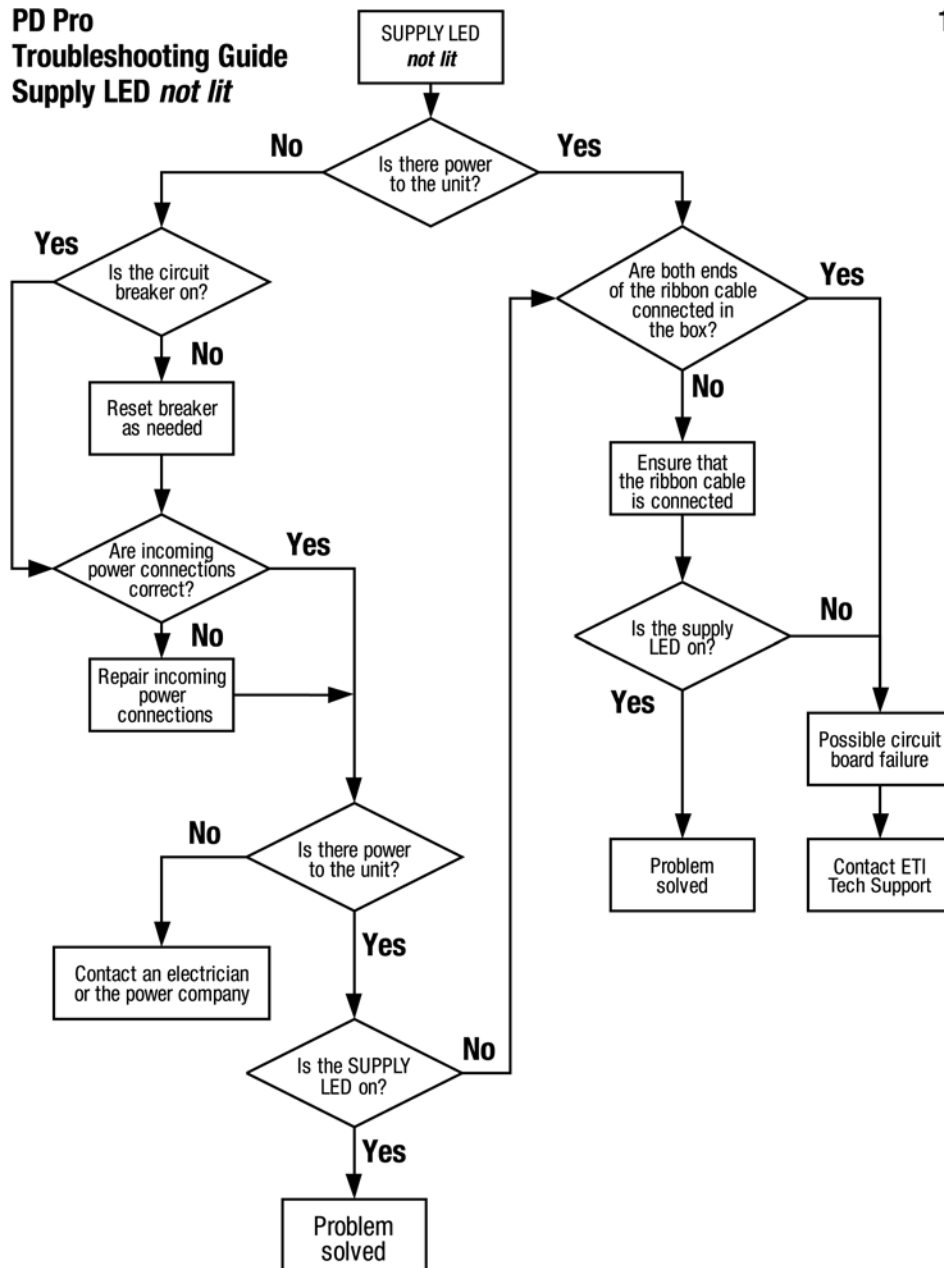 PD Pro
Troubleshooting Guide
Supply LED not lit
1
SUPPLY LED
not lit
Is there power
to the unit?
No
Yes
Is the circuit
breaker on?
Yes
No
Reset breaker
as needed
Are incoming
power connections
correct?
Yes
No
Repair incoming
power
connections
Is there power
to the unit?
No
Yes
Contact an electrician
or the power company
Is the SUPPLY
LED on?
No
Yes
Problem
solved
Are both ends
of the ribbon cable
connected in
the box?
Yes
No
Ensure that
the ribbon cable
is connected
Is the supply
LED on?
No
Yes
Problem
solved
Possible circuit
board failure
Contact ETI
Tech Support